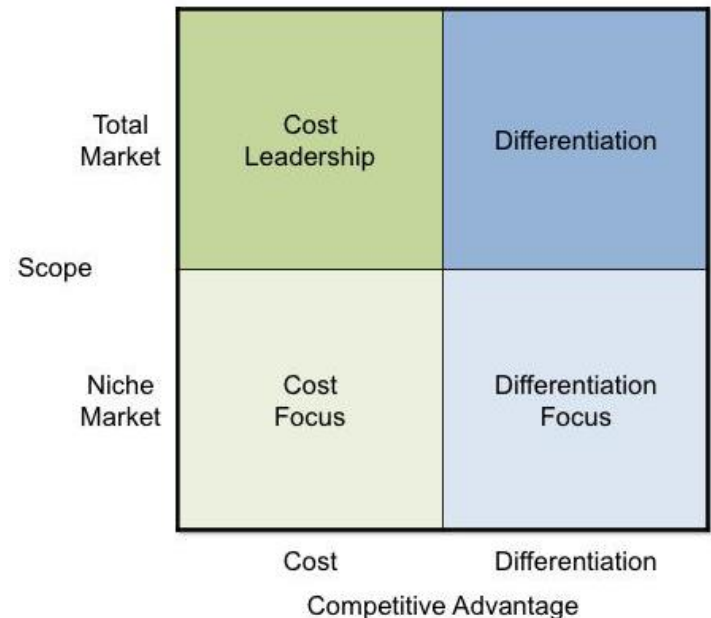 Total
Market
Cost
Leadership
Differentiation
Scope
Niche
Market
Cost
Focus
Differentiation
Focus
Cost
Differentiation
Competitive Advantage